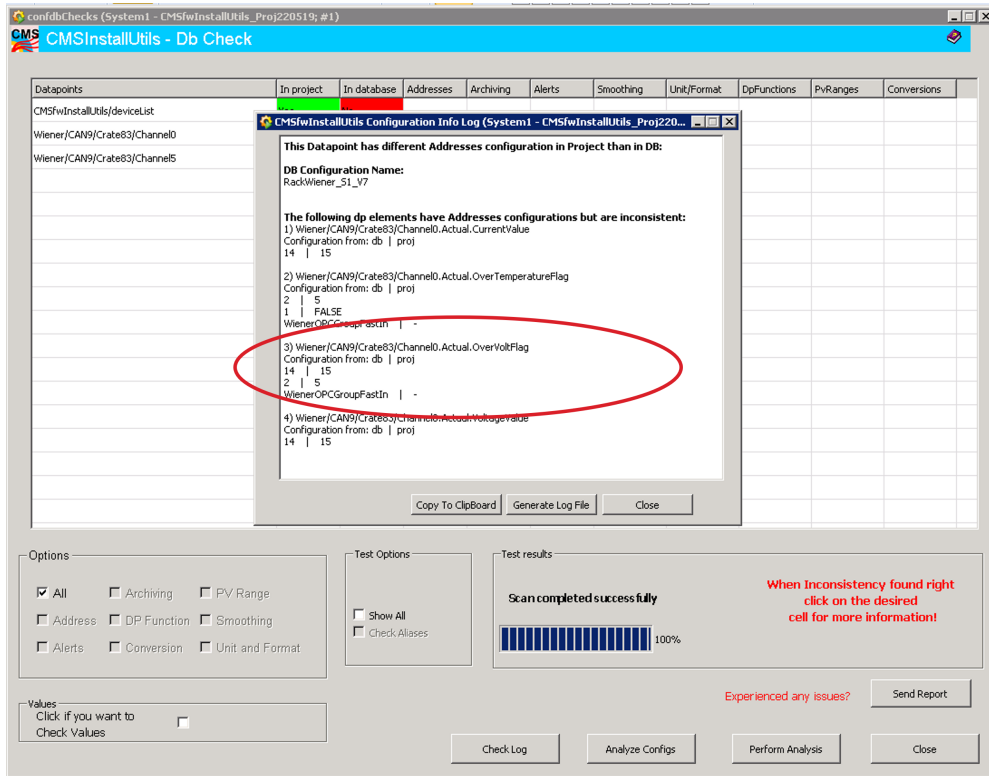 confdbChecks (System1 - CMSfwInstallUtils_Proj220519; #1)
CMS
CMSInstallUtils - Db Check
Datapoints In project In database Addresses Archiving Alerts Smoothing Unit/Format DpFunctions PvRanges Conversions
CMSfwInstallUtils/deviceList
Wiener/CAN9/Crate83/Channel0
Wiener/CAN9/Crate83/Channel5
CMSfwInstallUtils Configuration Info Log (System1 - CMSfwInstallUtils_Proj220...
This Datapoint has different Addresses configuration in Project than in DB:
DB Configuration Name:
RackWiener_S1_V7
The following dp elements have Addresses configurations but are inconsistent:
1) Wiener/CAN9/Crate83/Channel0.Actual.CurrentValue
Configuration from: db | proj
14 | 15
2) Wiener/CAN9/Crate83/Channel0.Actual.OverTemperatureFlag
Configuration from: db | proj
2 | 5
1 | FALSE
WienerOPCGroupFastIn | -
3) Wiener/CAN9/Crate83/Channel0.Actual.OverVoltFlag
Configuration from: db | proj
14 | 15
2 | 5
WienerOPCGroupFastIn | -
4) Wiener/CAN9/Crate83/Channel0.Actual.VoltageValue
Configuration from: db | proj
14 | 15
Copy To ClipBoard Generate Log File Close
Options
All Archiving PV Range
Address DP Function Smoothing
Alerts Conversion Unit and Format
Test Options
Show All
Check Aliases
Test results
Scan completed successfully
100%
When Inconsistency found right
click on the desired
cell for more information!
Experienced any issues? Send Report
Values
Click if you want to
Check Values
Check Log Analyze Configs Perform Analysis Close